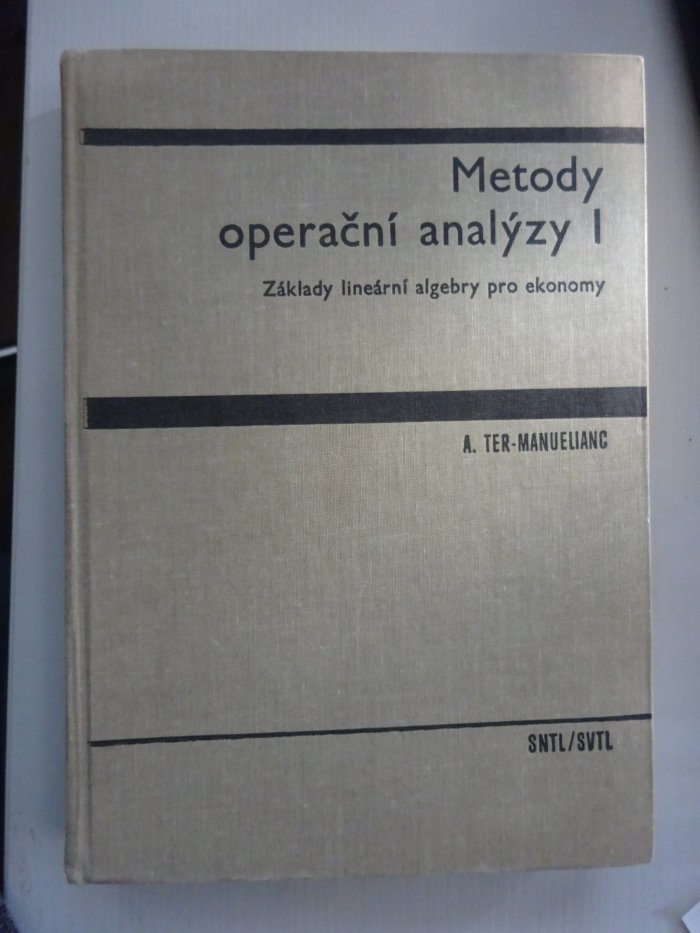 Metody
operační analýzy I
Základy lineární algebry pro ekonomy
A. TER-MANUELIANC
SNTL/SVTL